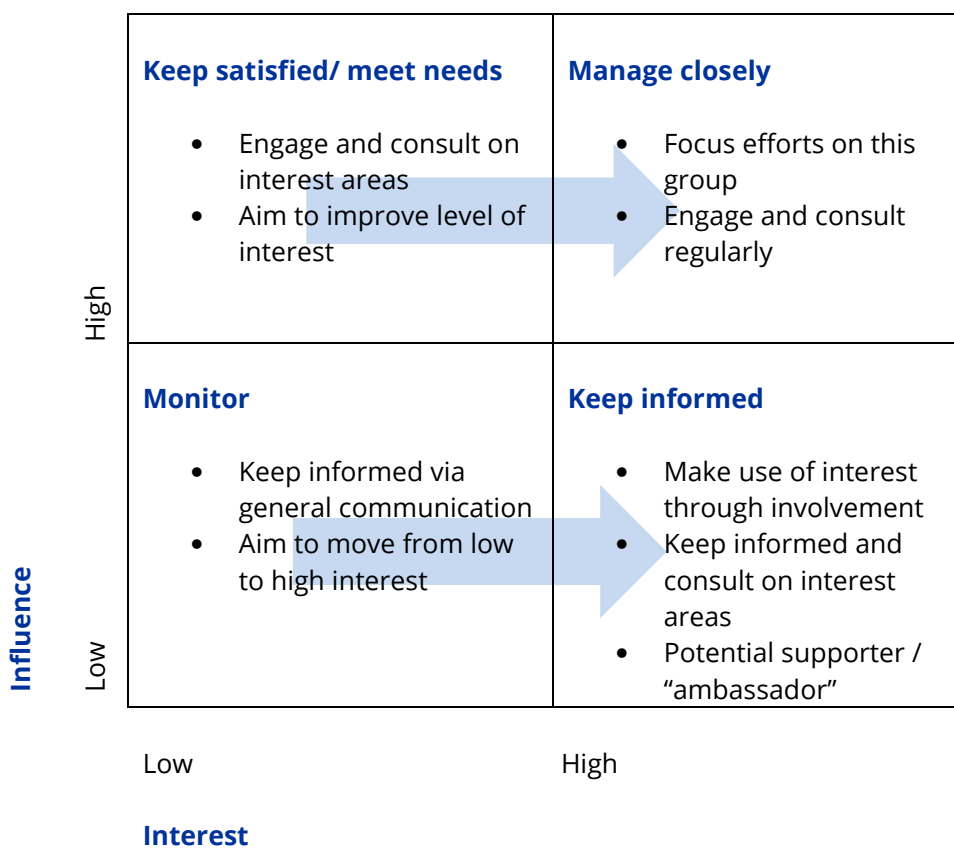 Keep satisfied/ meet needs
• Engage and consult on
interest areas
• Aim to improve level of
interest
Manage closely
• Focus efforts on this
group
• Engage and consult
regularly
High
Monitor
• Keep informed via
general communication
• Aim to move from low
to high interest
Keep informed
• Make use of interest
through involvement
• Keep informed and
consult on interest
areas
• Potential supporter /
“ambassador”
Influence
Low
Low
High
Interest